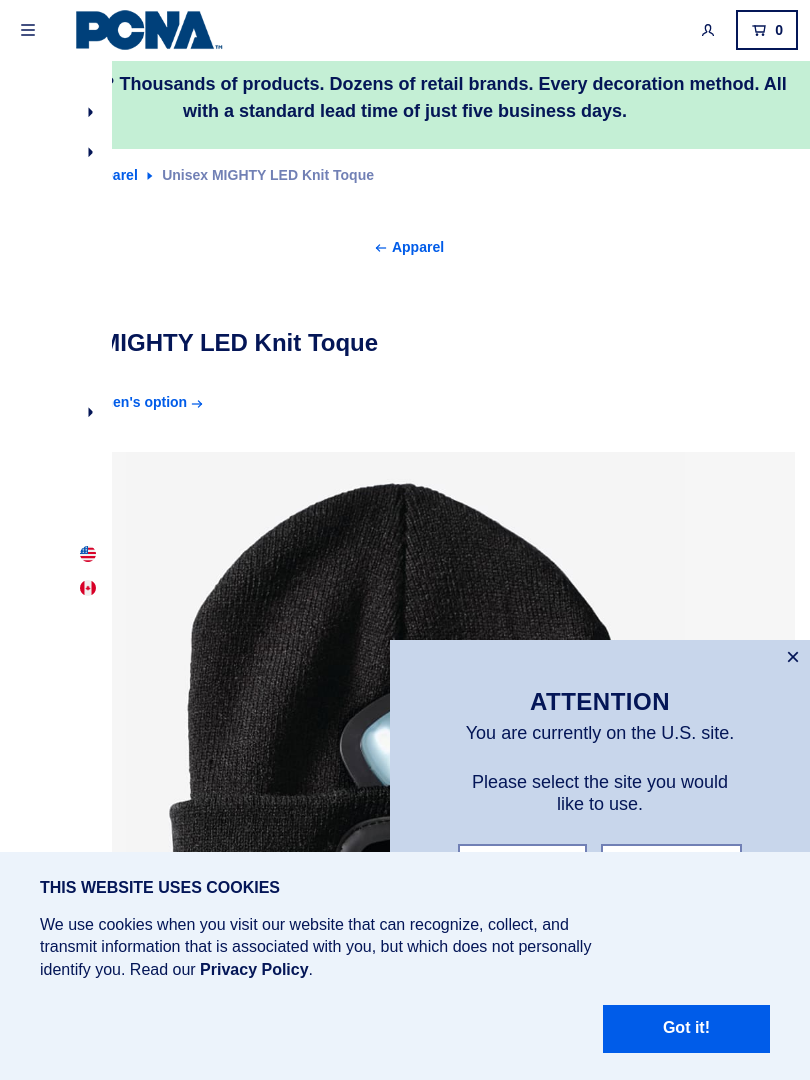 PCNA™
0
? Thousands of products. Dozens of retail brands. Every decoration method. All
with a standard lead time of just five business days.
arel Unisex MIGHTY LED Knit Toque
Apparel
MIGHTY LED Knit Toque
en's option
ATTENTION
You are currently on the U.S. site.
Please select the site you would
like to use.
THIS WEBSITE USES COOKIES
We use cookies when you visit our website that can recognize, collect, and
transmit information that is associated with you, but which does not personally
identify you. Read our Privacy Policy.
Got it!